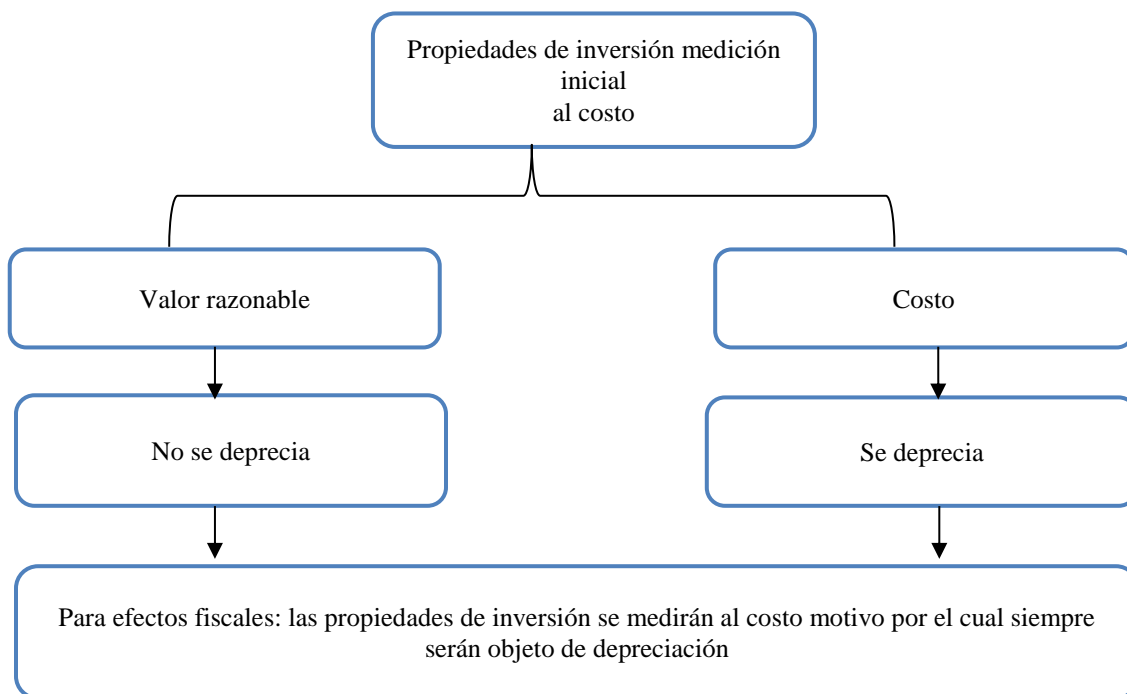 Propiedades de inversión medición
inicial
al costo
Valor razonable
Costo
No se deprecia
Se deprecia
Para efectos fiscales: las propiedades de inversión se medirán al costo motivo por el cual siempre
serán objeto de depreciación